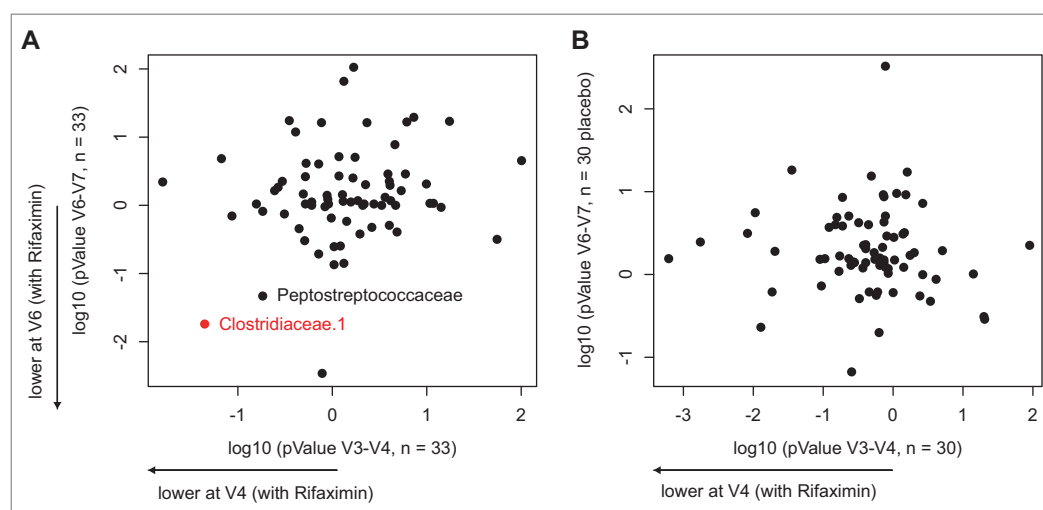 A
lower at V6 (with Rifaximin)
log10 (pValue V6-V7, n = 33)
2
1
0
-1
-2
Peptostreptococcaceae
Clostridiaceae.1
-1
0
1
2
log10 (pValue V3-V4, n = 33)
lower at V4 (with Rifaximin)
B
log10 (pValue V6-V7, n = 30 placebo)
2
1
0
-1
-3
-2
-1
0
1
2
log10 (pValue V3-V4, n = 30)
lower at V4 (with Rifaximin)